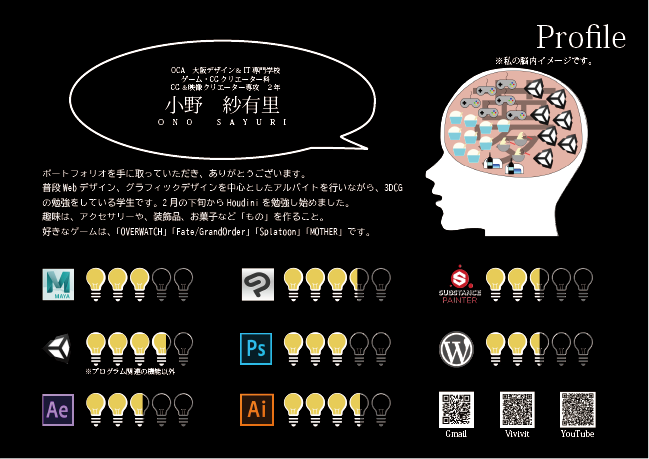 Profile
※私の脳内イメージです。
OCA 大阪デザイン&IT専門学校
ゲーム・CGクリエーター科
CG&映像クリエーター専攻 2年
小野 紗有里
ONO SAYURI
ポートフォリオを手に取っていただき、ありがとうございます。
普段Webデザイン、グラフィックデザインを中心としたアルバイトを行いながら、3DCG
の勉強をしている学生です。2月の下旬からHoudiniを勉強し始めました。
趣味は、アクセサリーや、装飾品、お菓子など「もの」を作ること。
好きなゲームは、「OVERWATCH」「Fate/GrandOrder」「Splatoon」「MOTHER」です。
MAYA
SUBSTANCE
PAINTER
Ps
※プログラム関連の機能以外
Ae
Ai
Gmail
Vivivit
YouTube